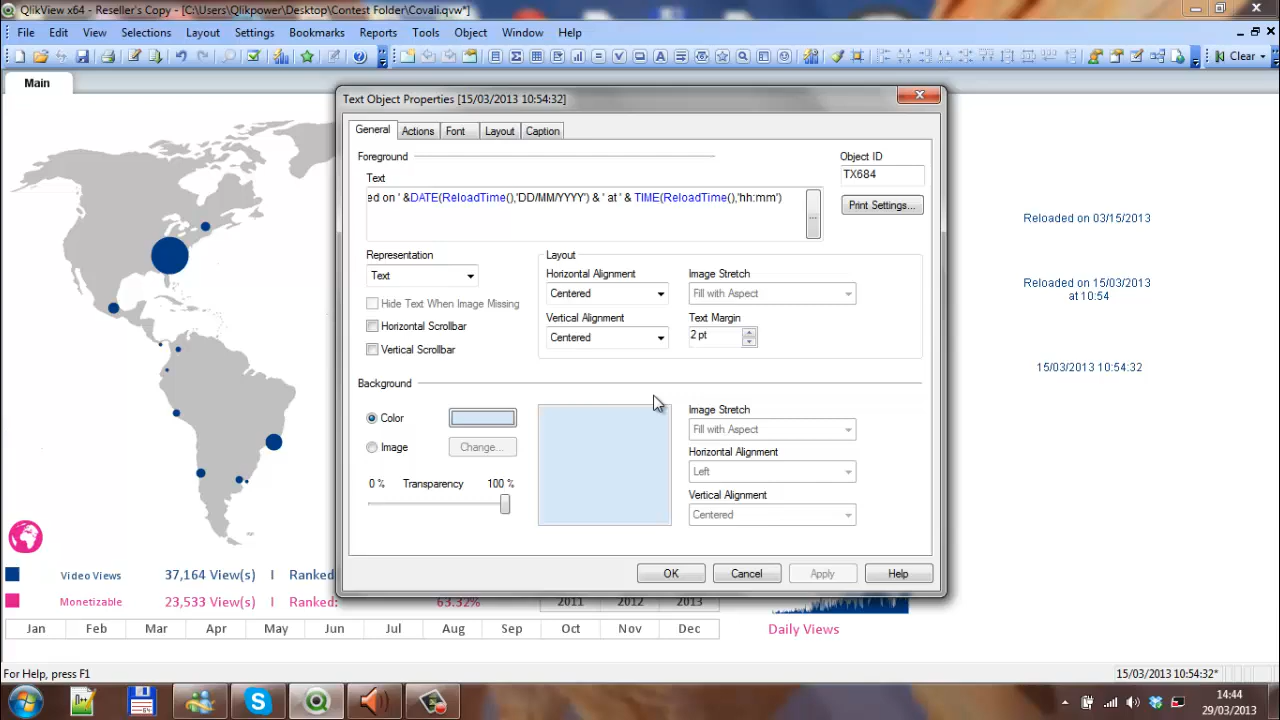 QlikView x64 - Reseller's Copy - [C:\Users\Qlikpower\Desktop\Contest Folder\Covali.qvw*]
File Edit View Selections Layout Settings Bookmarks Reports Tools Object Window Help
Clear
Main
Text Object Properties [15/03/2013 10:54:32]
General Actions Font Layout Caption
Foreground
Object ID
Text
TX684
ed on ' &DATE(ReloadTime(),'DD/MM/YYYY') & ' at ' & TIME(ReloadTime(),'hh:mm')
...
Print Settings...
Reloaded on 03/15/2013
Representation
Layout
Text
Horizontal Alignment
Image Stretch
Centered
Fill with Aspect
Reloaded on 15/03/2013
at 10:54
Hide Text When Image Missing
Horizontal Scrollbar
Vertical Alignment
Text Margin
Centered
2 pt
Vertical Scrollbar
15/03/2013 10:54:32
Background
Color
Image Stretch
Fill with Aspect
Image
Change...
Horizontal Alignment
Left
0 % Transparency 100 %
Vertical Alignment
Centered
OK Cancel Apply Help
Video Views 37,164 View(s) I Ranked
Monetizable 23,533 View(s) I Ranked: 63.32% 2011 2012 2013
Jan Feb Mar Apr May Jun Jul Aug Sep Oct Nov Dec
Daily Views
For Help, press F1
15/03/2013 10:54:32*
64
14:44
29/03/2013